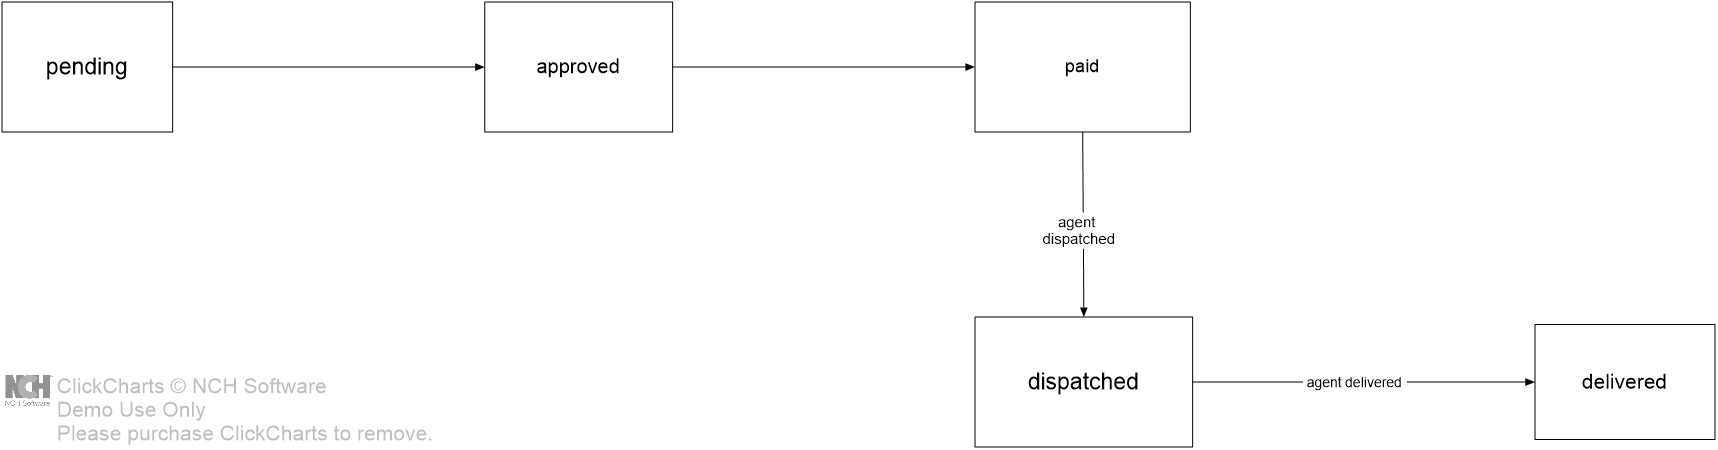 pending
approved
paid
agent
dispatched
dispatched
agent delivered
delivered
NCH
NCH Software
ClickCharts © NCH Software
Demo Use Only
Please purchase ClickCharts to remove.